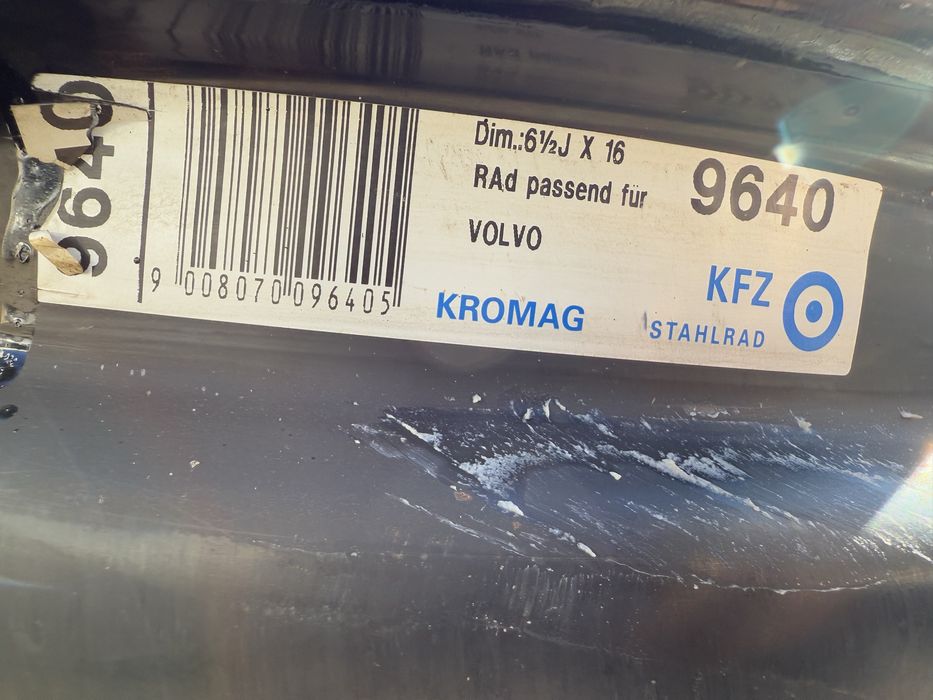 9640
9 008070 096405
Dim.:6½J X 16
RAd passend für
VOLVO
KROMAG
9640
KFZ
STAHLRAD